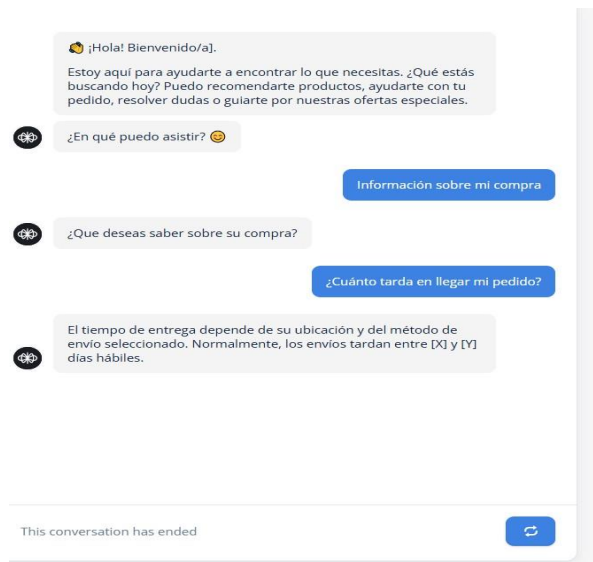 👏 ¡Hola! Bienvenido/a].
Estoy aquí para ayudarte a encontrar lo que necesitas. ¿Qué estás
buscando hoy? Puedo recomendarte productos, ayudarte con tu
pedido, resolver dudas o guiarte por nuestras ofertas especiales.
¿En qué puedo asistir? 😊
Información sobre mi compra
¿Que deseas saber sobre su compra?
¿Cuánto tarda en llegar mi pedido?
El tiempo de entrega depende de su ubicación y del método de
envío seleccionado. Normalmente, los envíos tardan entre [X] y [Y]
días hábiles.
This conversation has ended